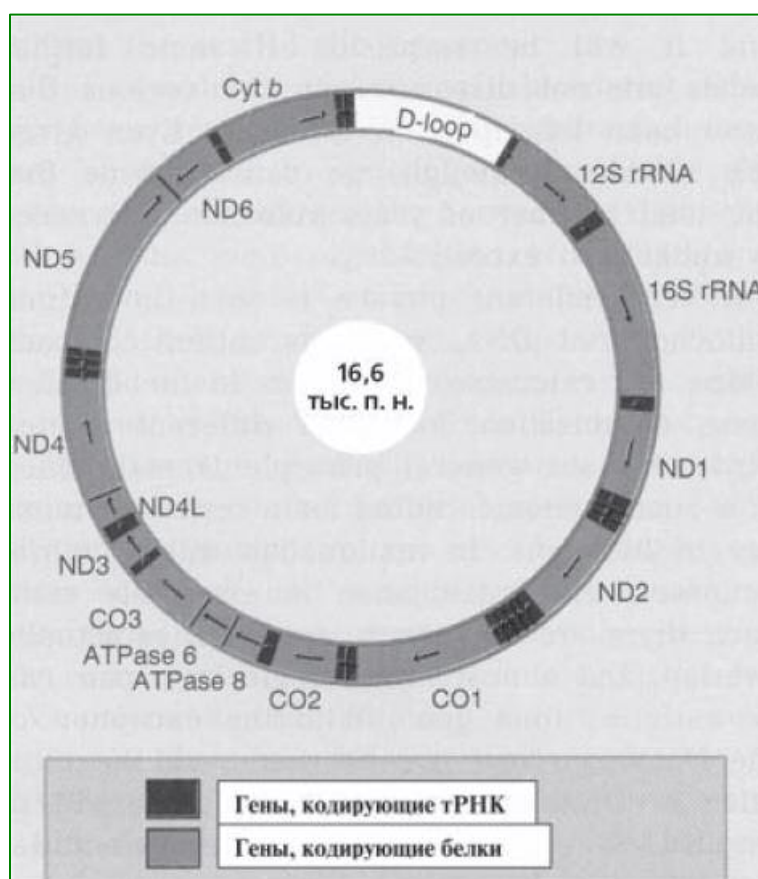 Cyt b
D-loop
12S rRNA
ND6
ND5
16S rRNA
16,6
тыс. п. н.
ND4
ND1
ND4L
ND3
ND2
CO3
ATPase 6
ATPase 8
CO2
CO1
Гены, кодирующие тРНК
Гены, кодирующие белки